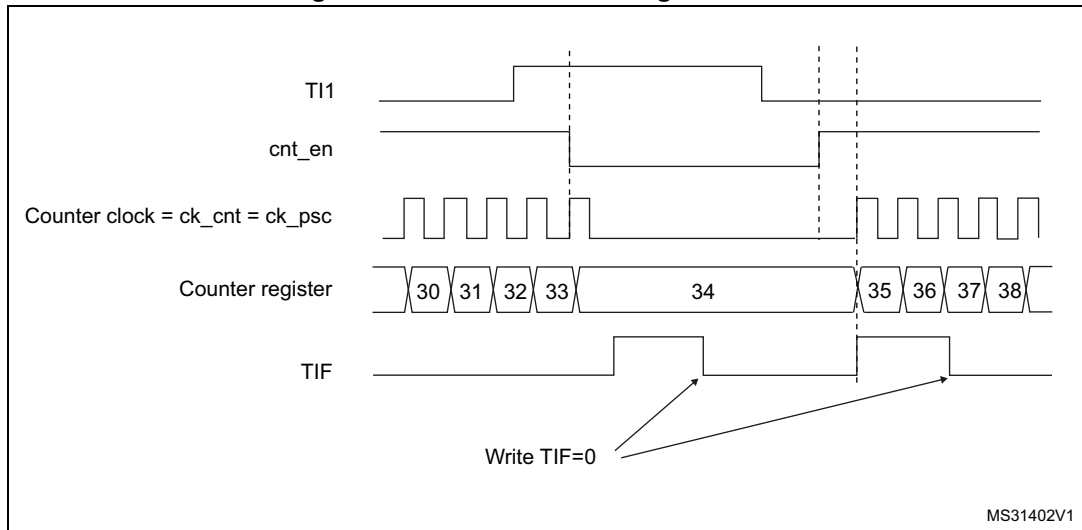 TI1
cnt_en
Counter clock = ck_cnt = ck_psc
Counter register
30 31 32 33 34 35 36 37 38
TIF
Write TIF=0
MS31402V1